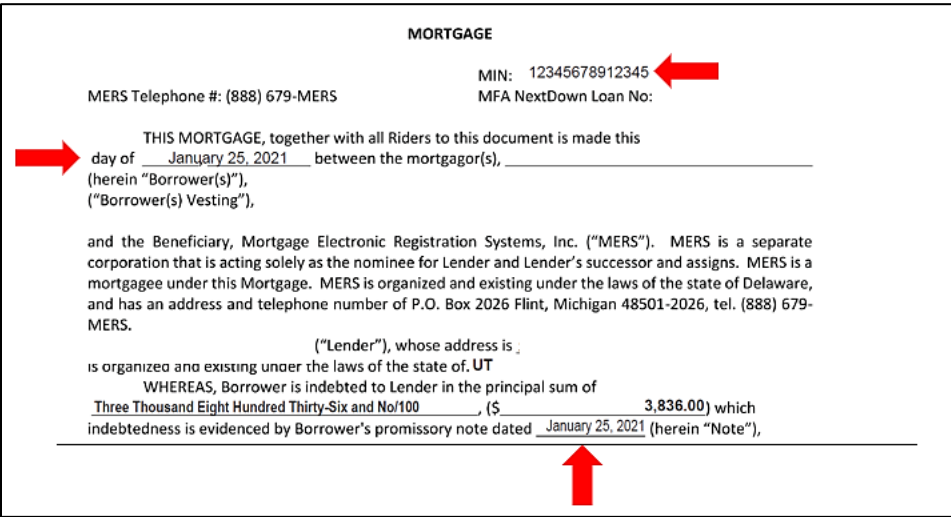 MORTGAGE
MIN: 12345678912345
MERS Telephone #: (888) 679-MERS MFA NextDown Loan No:
THIS MORTGAGE, together with all Riders to this document is made this
day of January 25, 2021 between the mortgagor(s),
(herein “Borrower(s)”),
(“Borrower(s) Vesting”),
and the Beneficiary, Mortgage Electronic Registration Systems, Inc. (“MERS”). MERS is a separate
corporation that is acting solely as the nominee for Lender and Lender’s successor and assigns. MERS is a
mortgagee under this Mortgage. MERS is organized and existing under the laws of the state of Delaware,
and has an address and telephone number of P.O. Box 2026 Flint, Michigan 48501-2026, tel. (888) 679-
MERS.
(“Lender”), whose address is
is organized and existing under the laws of the state of. UT
WHEREAS, Borrower is indebted to Lender in the principal sum of
Three Thousand Eight Hundred Thirty-Six and No/100 , ($ 3,836.00) which
indebtedness is evidenced by Borrower's promissory note dated January 25, 2021 (herein “Note”),